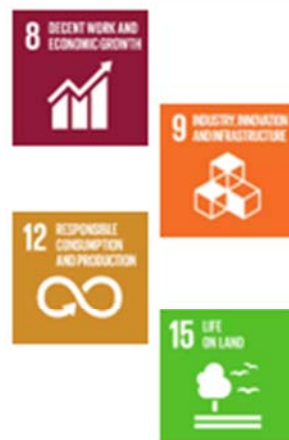 8 DECENT WORK AND
ECONOMIC GROWTH
9 INDUSTRY, INNOVATION
AND INFRASTRUCTURE
12 RESPONSIBLE
CONSUMPTION
AND PRODUCTION
15 LIFE
ON LAND